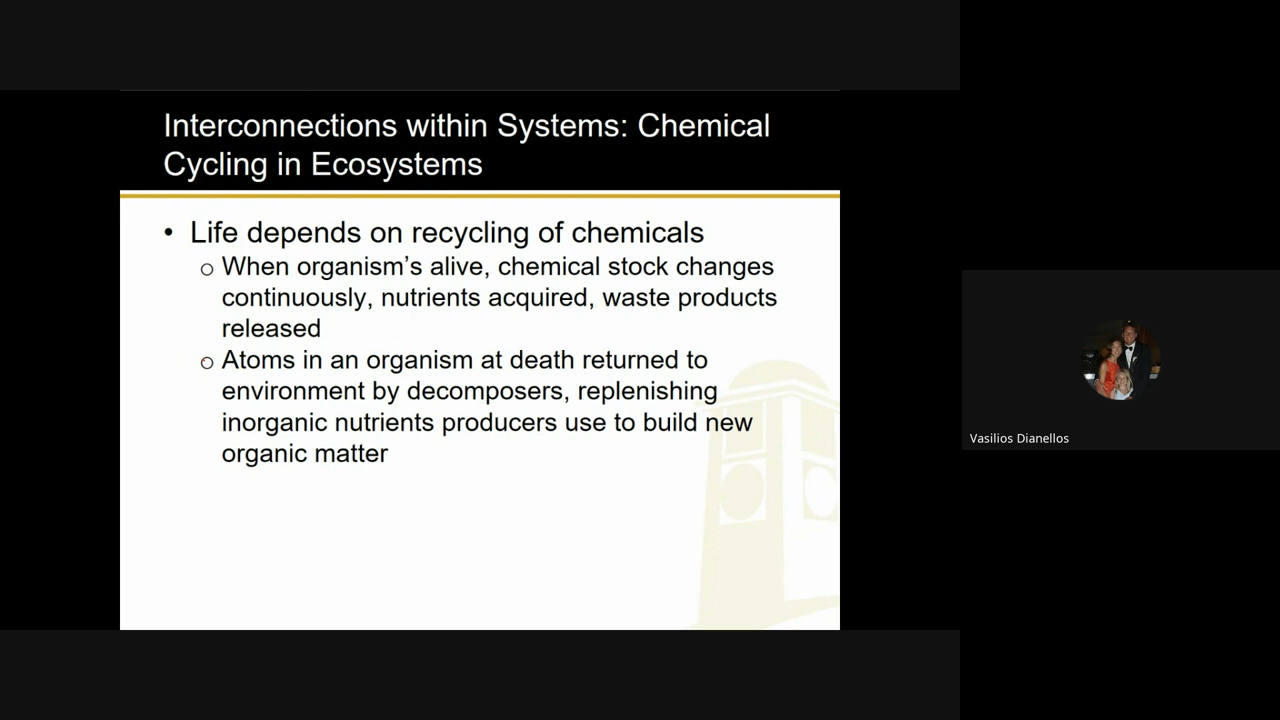 Interconnections within Systems: Chemical
Cycling in Ecosystems
• Life depends on recycling of chemicals
o When organism’s alive, chemical stock changes
continuously, nutrients acquired, waste products
released
o Atoms in an organism at death returned to
environment by decomposers, replenishing
inorganic nutrients producers use to build new
organic matter
Vasilios Dianellos